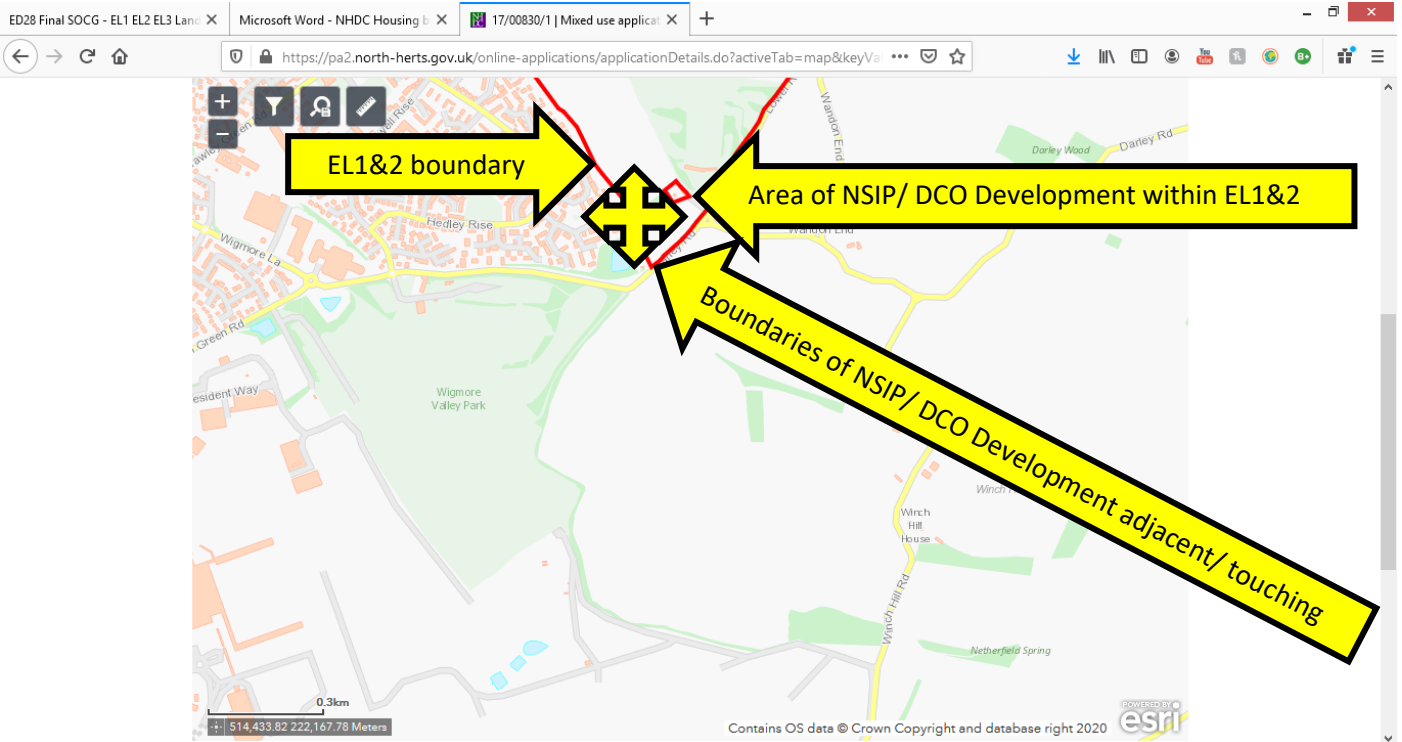 ED28 Final SOCG - EL1 EL2 EL3 Land
Microsoft Word - NHDC Housing b
17/00830/1 | Mixed use applicat
https://pa2.north-herts.gov.uk/online-applications/applicationDetails.do?activeTab=map&keyVa
EL1&2 boundary
Area of NSIP/ DCO Development within EL1&2
Boundaries of NSIP/ DCO Development adjacent/ touching
Wandon End
Darley Wood
Darley Rd
Hedley Rise
Wandon End
Wigmore La
Green Rd
esident Way
Wigmore
Valley Park
Winch
Winch
Hill
House
Winch Hill Rd
Netherfield Spring
0.3km
514,433.82 222,167.78 Meters
Contains OS data © Crown Copyright and database right 2020
POWERED BY
esri